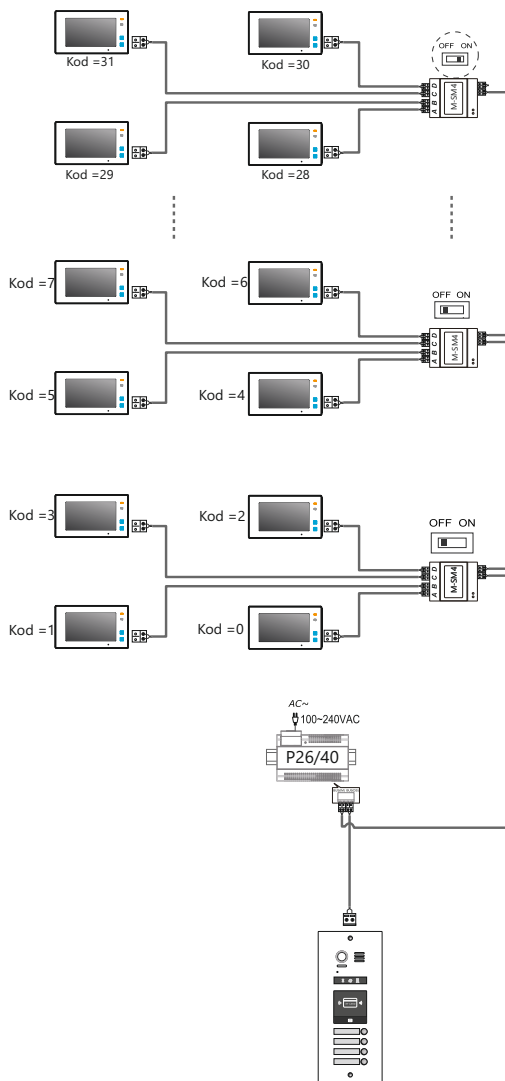 OFF ON
Kod =31
Kod =30
D
C
B
A
M-SM4
Kod =29
Kod =28
Kod =7
Kod =6
OFF ON
D
C
B
A
M-SM4
Kod =5
Kod =4
Kod =3
Kod =2
OFF ON
D
C
B
A
M-SM4
Kod =1
Kod =0
AC~
100~240VAC
P26/40